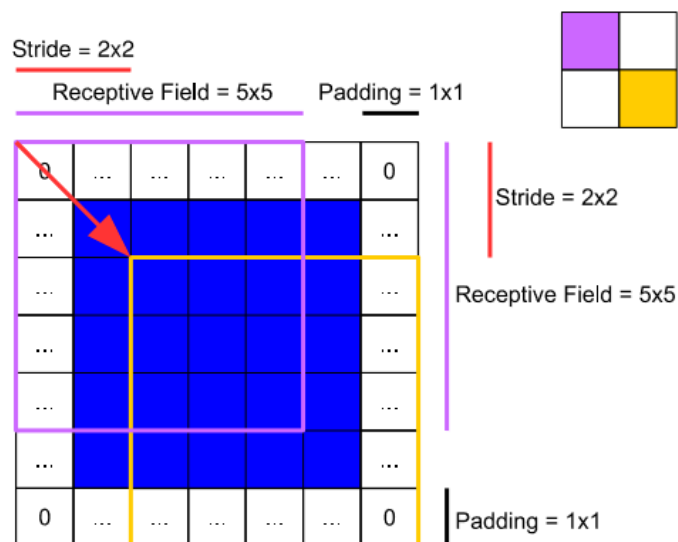 Stride = 2x2
Receptive Field = 5x5 Padding = 1x1
0 ... ... ... ... ... 0
... ...
Stride = 2x2
... ...
Receptive Field = 5x5
... ...
... ...
... ...
0 ... ... ... ... ... 0
Padding = 1x1